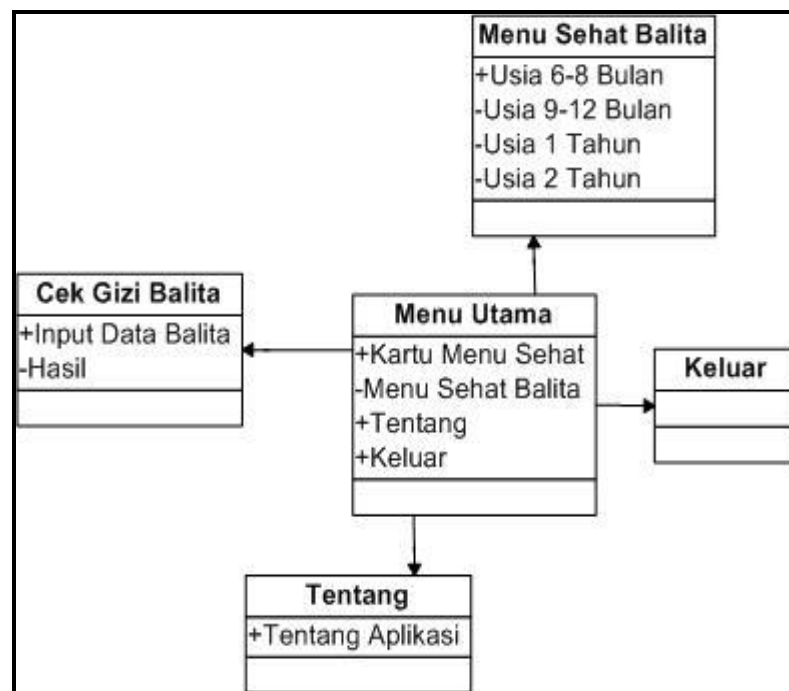 Menu Sehat Balita
+Usia 6-8 Bulan
-Usia 9-12 Bulan
-Usia 1 Tahun
-Usia 2 Tahun
Cek Gizi Balita
+Input Data Balita
-Hasil
Menu Utama
+Kartu Menu Sehat
-Menu Sehat Balita
+Tentang
+Keluar
Keluar
Tentang
+Tentang Aplikasi